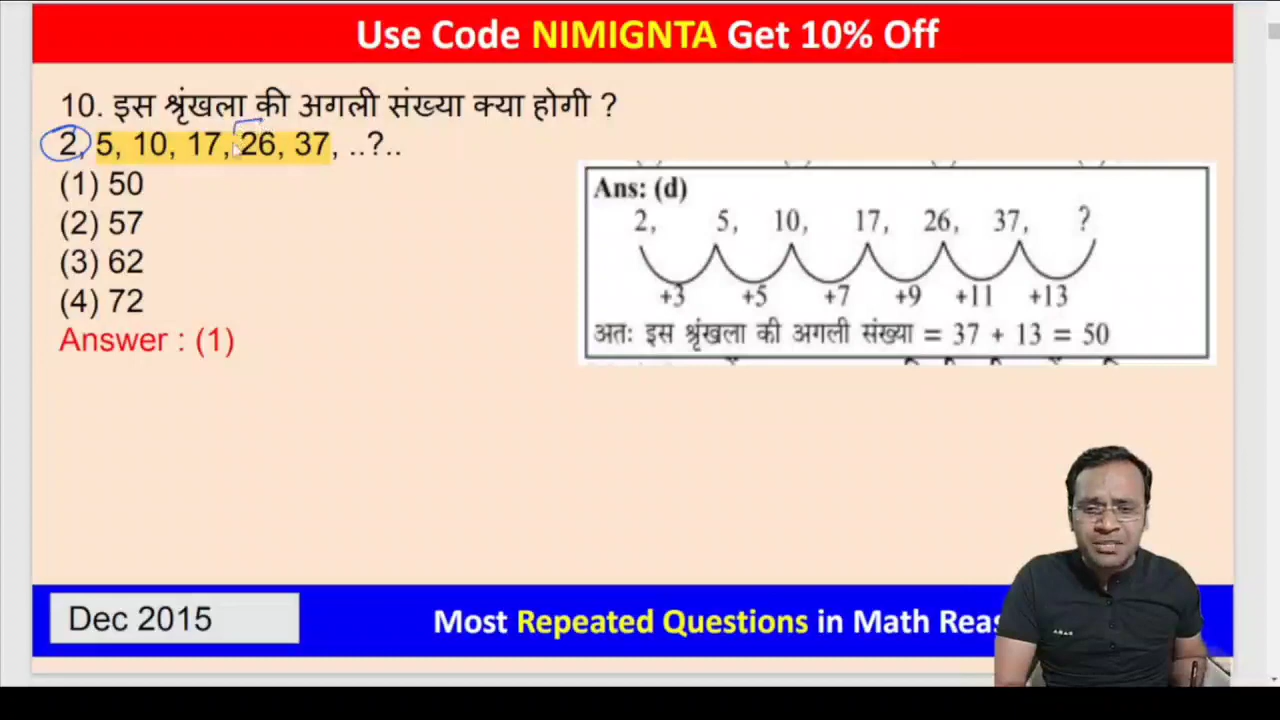 Use Code NIMIGNTA Get 10% Off
10. इस श्रृंखला की अगली संख्या क्या होगी ?
2, 5, 10, 17, 26, 37, ..?..
(1) 50
(2) 57
(3) 62
(4) 72
Answer : (1)
Ans: (d)
2, 5, 10, 17, 26, 37, ?
+3 +5 +7 +9 +11 +13
अतः इस श्रृंखला की अगली संख्या = 37 + 13 = 50
Dec 2015
Most Repeated Questions in Math Reas